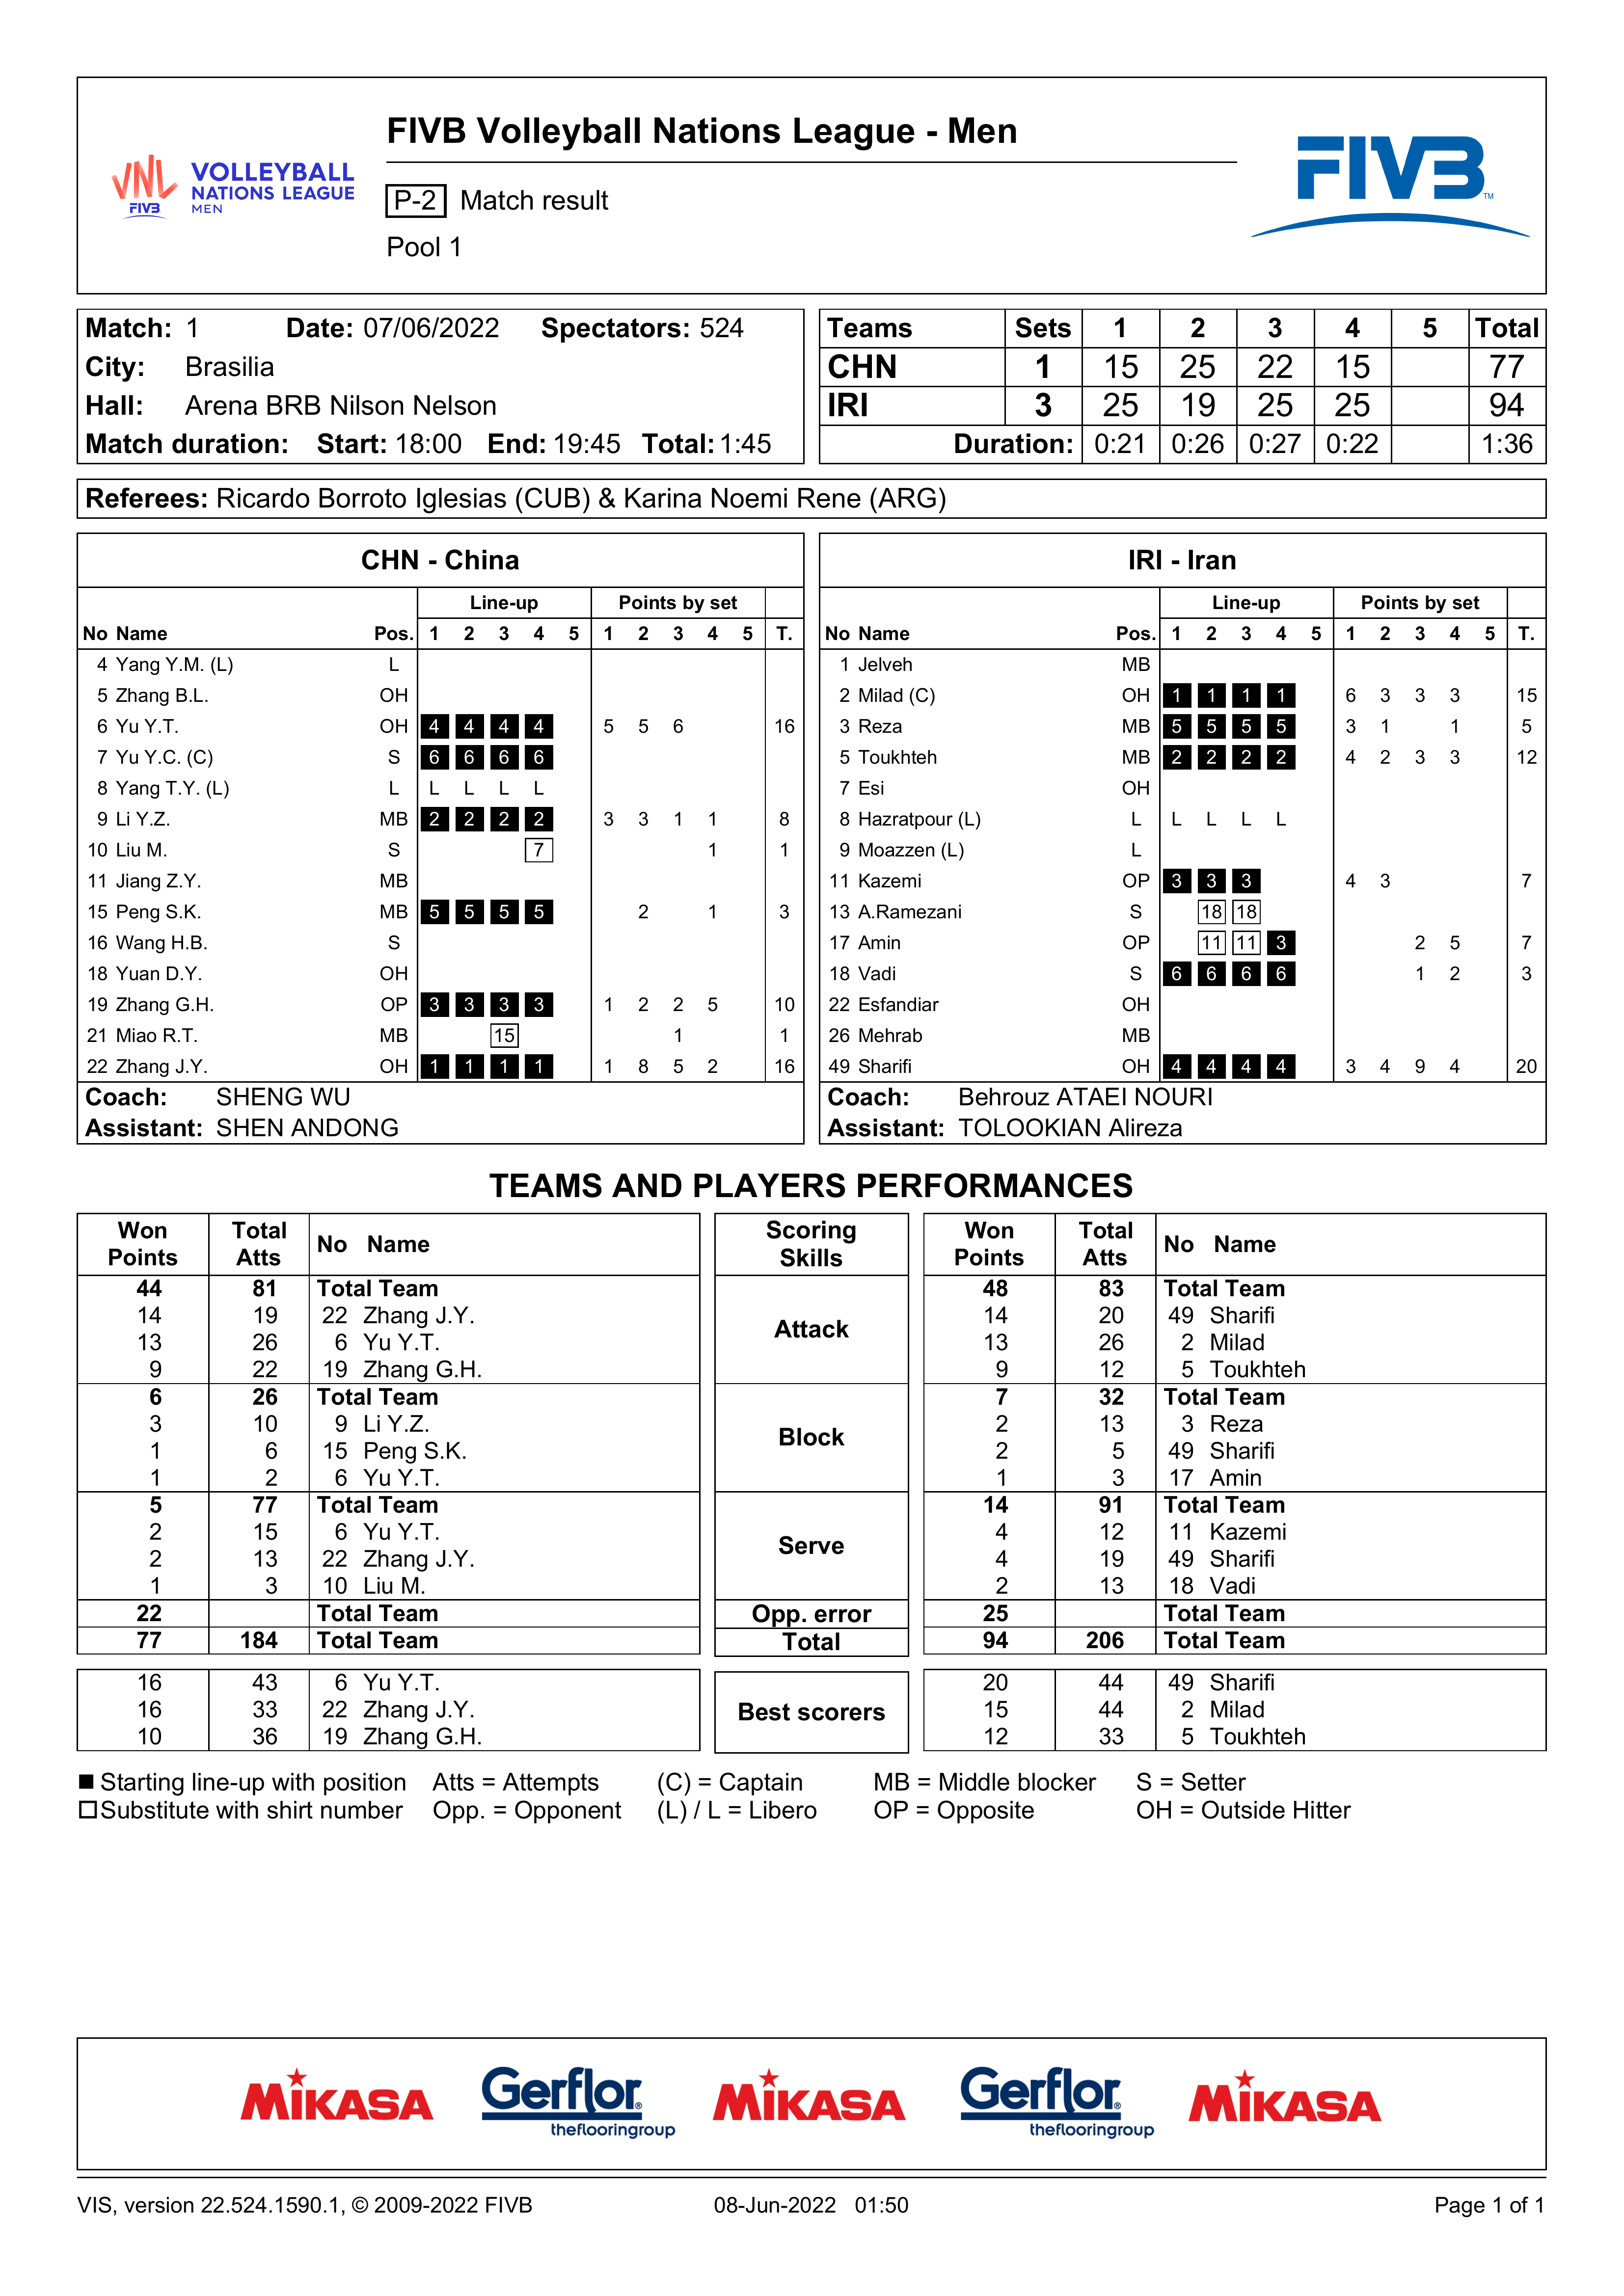 FIVB Volleyball Nations League - Men
VNL FIVB
VOLLEYBALL
NATIONS LEAGUE
MEN
P-2 Match result
Pool 1
FIVB TM
Match: 1 Date: 07/06/2022 Spectators: 524
City: Brasilia
Hall: Arena BRB Nilson Nelson
Match duration: Start: 18:00 End: 19:45 Total: 1:45
Teams Sets 1 2 3 4 5 Total
CHN 1 15 25 22 15 77
IRI 3 25 19 25 25 94
Duration: 0:21 0:26 0:27 0:22 1:36
Referees: Ricardo Borroto Iglesias (CUB) & Karina Noemi Rene (ARG)
CHN - China
Line-up Points by set
No Name Pos. 1 2 3 4 5 1 2 3 4 5 T.
4 Yang Y.M. (L) L
5 Zhang B.L. OH
6 Yu Y.T. OH 4 4 4 4 5 5 6 16
7 Yu Y.C. (C) S 6 6 6 6
8 Yang T.Y. (L) L L L L L
9 Li Y.Z. MB 2 2 2 2 3 3 1 1 8
10 Liu M. S 7 1 1
11 Jiang Z.Y. MB
15 Peng S.K. MB 5 5 5 5 2 1 3
16 Wang H.B. S
18 Yuan D.Y. OH
19 Zhang G.H. OP 3 3 3 3 1 2 2 5 10
21 Miao R.T. MB 15 1 1
22 Zhang J.Y. OH 1 1 1 1 1 8 5 2 16
Coach: SHENG WU
Assistant: SHEN ANDONG
IRI - Iran
Line-up Points by set
No Name Pos. 1 2 3 4 5 1 2 3 4 5 T.
1 Jelveh MB
2 Milad (C) OH 1 1 1 1 6 3 3 3 15
3 Reza MB 5 5 5 5 3 1 1 5
5 Toukhteh MB 2 2 2 2 4 2 3 3 12
7 Esi OH
8 Hazratpour (L) L L L L L
9 Moazzen (L) L
11 Kazemi OP 3 3 3 4 3 7
13 A.Ramezani S 18 18
17 Amin OP 11 11 3 2 5 7
18 Vadi S 6 6 6 6 1 2 3
22 Esfandiar OH
26 Mehrab MB
49 Sharifi OH 4 4 4 4 3 4 9 4 20
Coach: Behrouz ATAEI NOURI
Assistant: TOLOOKIAN Alireza
TEAMS AND PLAYERS PERFORMANCES
Won Points Total Atts No Name Scoring Skills Won Points Total Atts No Name
44 81 Total Team Attack 48 83 Total Team
14 19 22 Zhang J.Y. 14 20 49 Sharifi
13 26 6 Yu Y.T. 13 26 2 Milad
9 22 19 Zhang G.H. 9 12 5 Toukhteh
6 26 Total Team Block 7 32 Total Team
3 10 9 Li Y.Z. 2 13 3 Reza
1 6 15 Peng S.K. 2 5 49 Sharifi
1 2 6 Yu Y.T. 1 3 17 Amin
5 77 Total Team Serve 14 91 Total Team
2 15 6 Yu Y.T. 4 12 11 Kazemi
2 13 22 Zhang J.Y. 4 19 49 Sharifi
1 3 10 Liu M. 2 13 18 Vadi
22 Total Team Opp. error 25 Total Team
77 184 Total Team Total 94 206 Total Team
16 43 6 Yu Y.T. Best scorers 20 44 49 Sharifi
16 33 22 Zhang J.Y. 15 44 2 Milad
10 36 19 Zhang G.H. 12 33 5 Toukhteh
Starting line-up with position Atts = Attempts (C) = Captain MB = Middle blocker S = Setter
Substitute with shirt number Opp. = Opponent (L) / L = Libero OP = Opposite OH = Outside Hitter
MIKASA Gerflor® theflooringgroup MIKASA Gerflor® theflooringgroup MIKASA
VIS, version 22.524.1590.1, © 2009-2022 FIVB 08-Jun-2022 01:50 Page 1 of 1